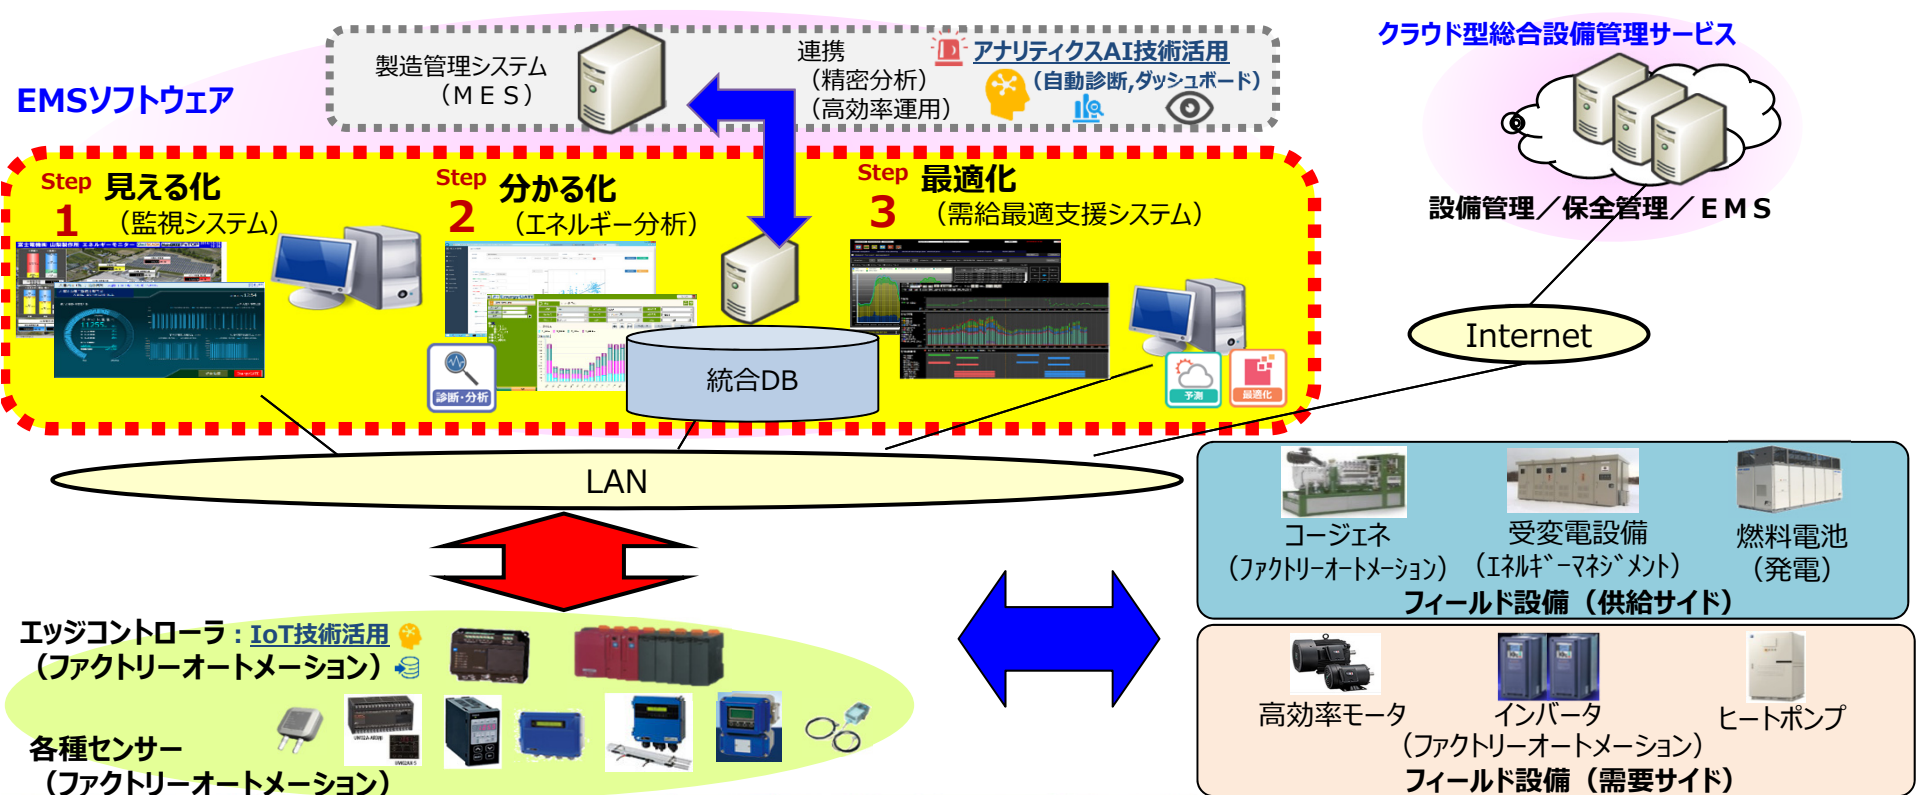 EMSソフトウェア
製造管理システム
（ＭＥＳ）
連携
（精密分析）
（高効率運用）
アナリティクスAI技術活用
（自動診断,ダッシュボード）
クラウド型総合設備管理サービス
設備管理／保全管理／ＥＭＳ
Step
1
見える化
（監視システム）
Step
2
分かる化
（エネルギー分析）
Step
3
最適化
（需給最適支援システム）
診断・分析
統合DB
予測
最適化
Internet
LAN
エッジコントローラ：IoT技術活用
（ファクトリーオートメーション）
各種センサー
（ファクトリーオートメーション）
コージェネ
（ファクトリーオートメーション）
受変電設備
（ｴﾈﾙｷﾞｰﾏﾈｼﾞﾒﾝﾄ）
燃料電池
（発電）
フィールド設備（供給サイド）
高効率モータ
インバータ
（ファクトリーオートメーション）
ヒートポンプ
フィールド設備（需要サイド）